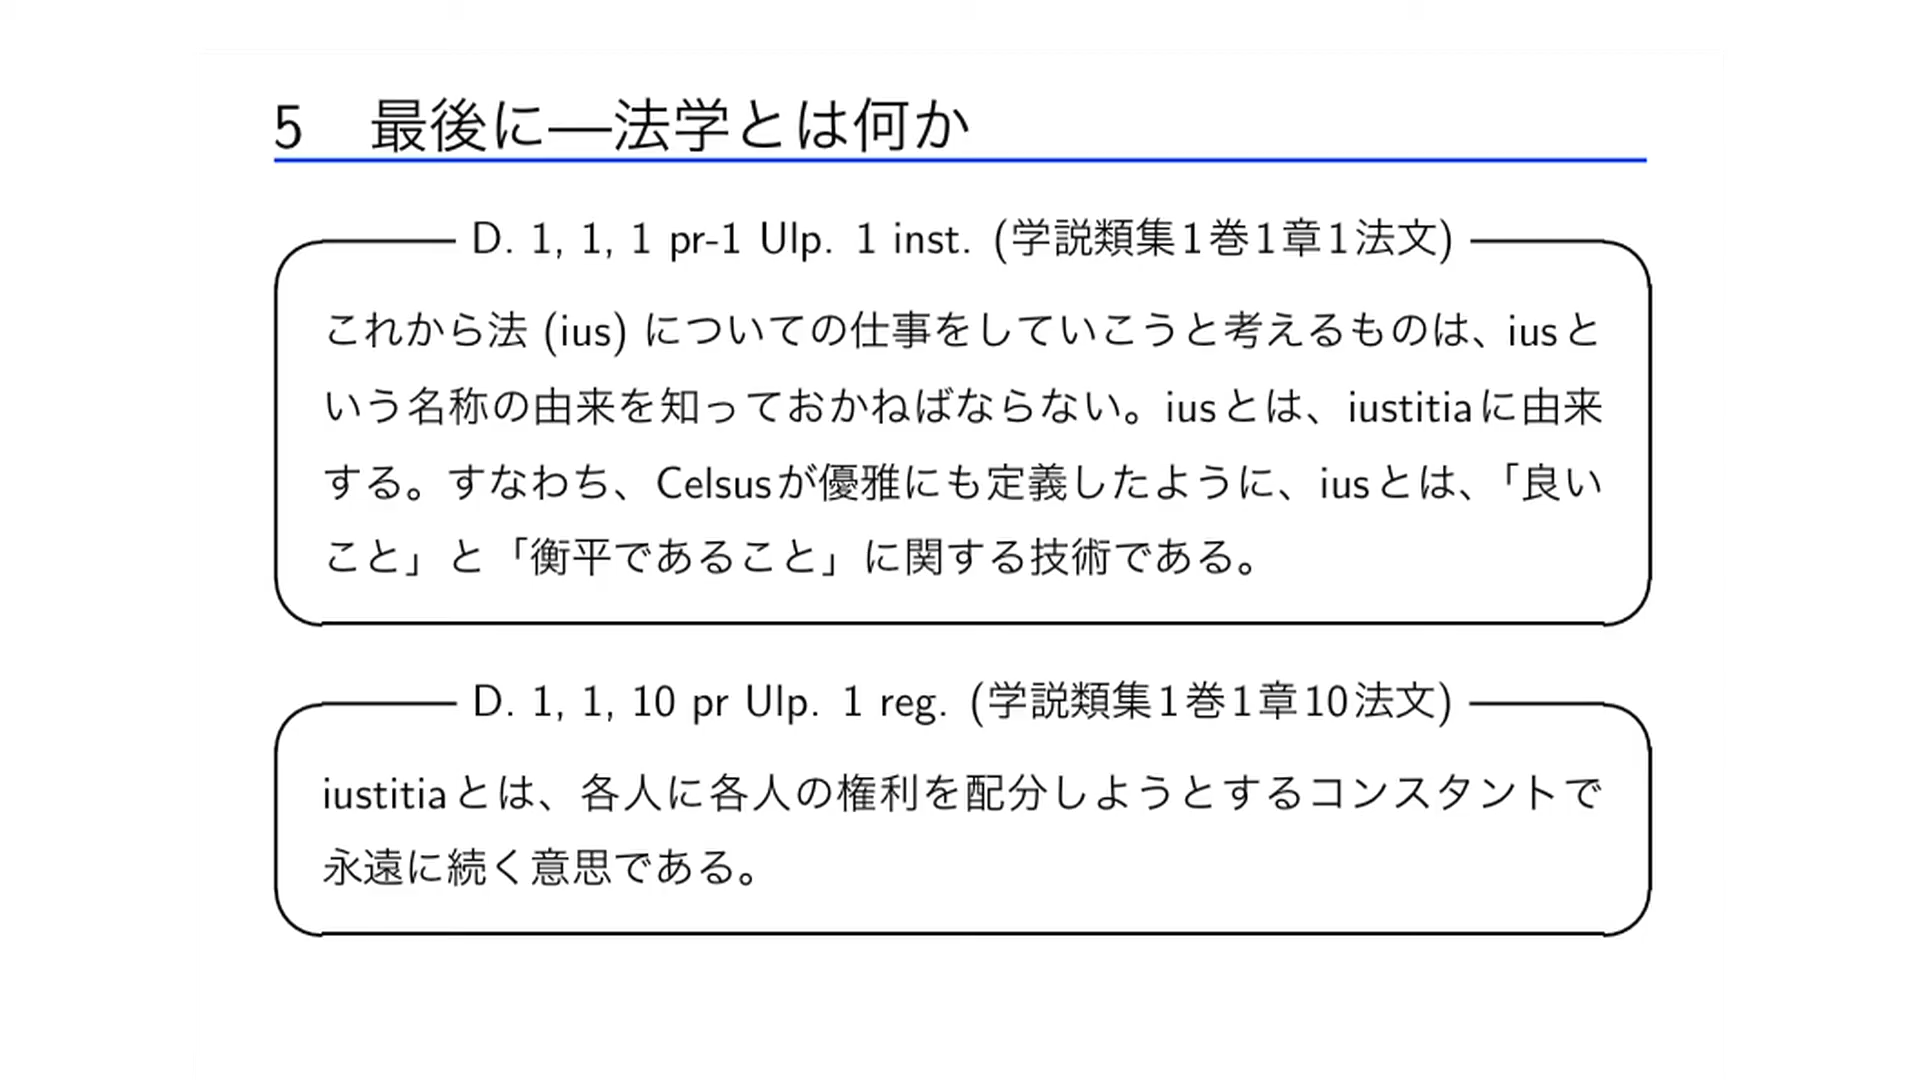 5 最後に—法学とは何か
D. 1, 1, 1 pr-1 Ulp. 1 inst. (学説類集1巻1章1法文)
これから法 (ius) についての仕事をしていこうと考えるものは、iusと
いう名称の由来を知っておかねばならない。iusとは、iustitiaに由来
する。すなわち、Celsusが優雅にも定義したように、iusとは、「良い
こと」と「衡平であること」に関する技術である。
D. 1, 1, 10 pr Ulp. 1 reg. (学説類集1巻1章10法文)
iustitiaとは、各人に各人の権利を配分しようとするコンスタントで
永遠に続く意思である。